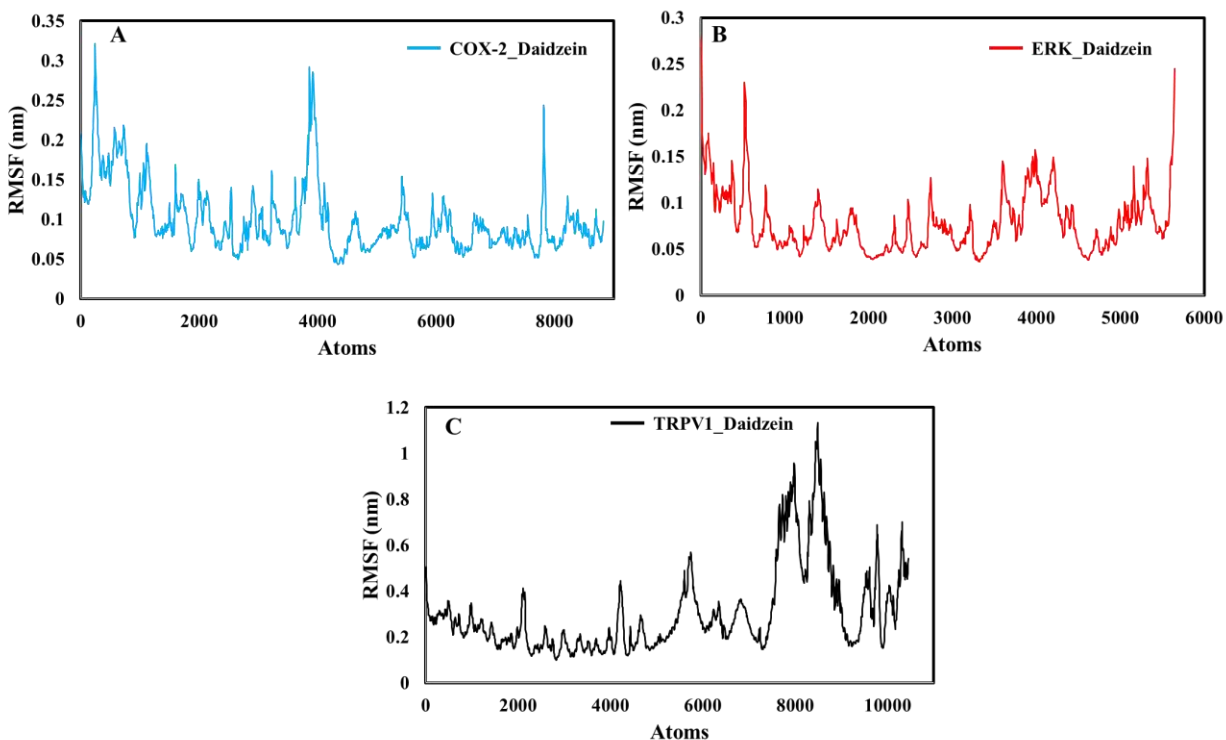 A
COX-2_Daidzein
RMSF (nm)
0.35
0.3
0.25
0.2
0.15
0.1
0.05
0
0 2000 4000 6000 8000
Atoms
B
ERK_Daidzein
RMSF (nm)
0.3
0.25
0.2
0.15
0.1
0.05
0
0 1000 2000 3000 4000 5000 6000
Atoms
C
TRPV1_Daidzein
RMSF (nm)
1.2
1
0.8
0.6
0.4
0.2
0
0 2000 4000 6000 8000 10000
Atoms